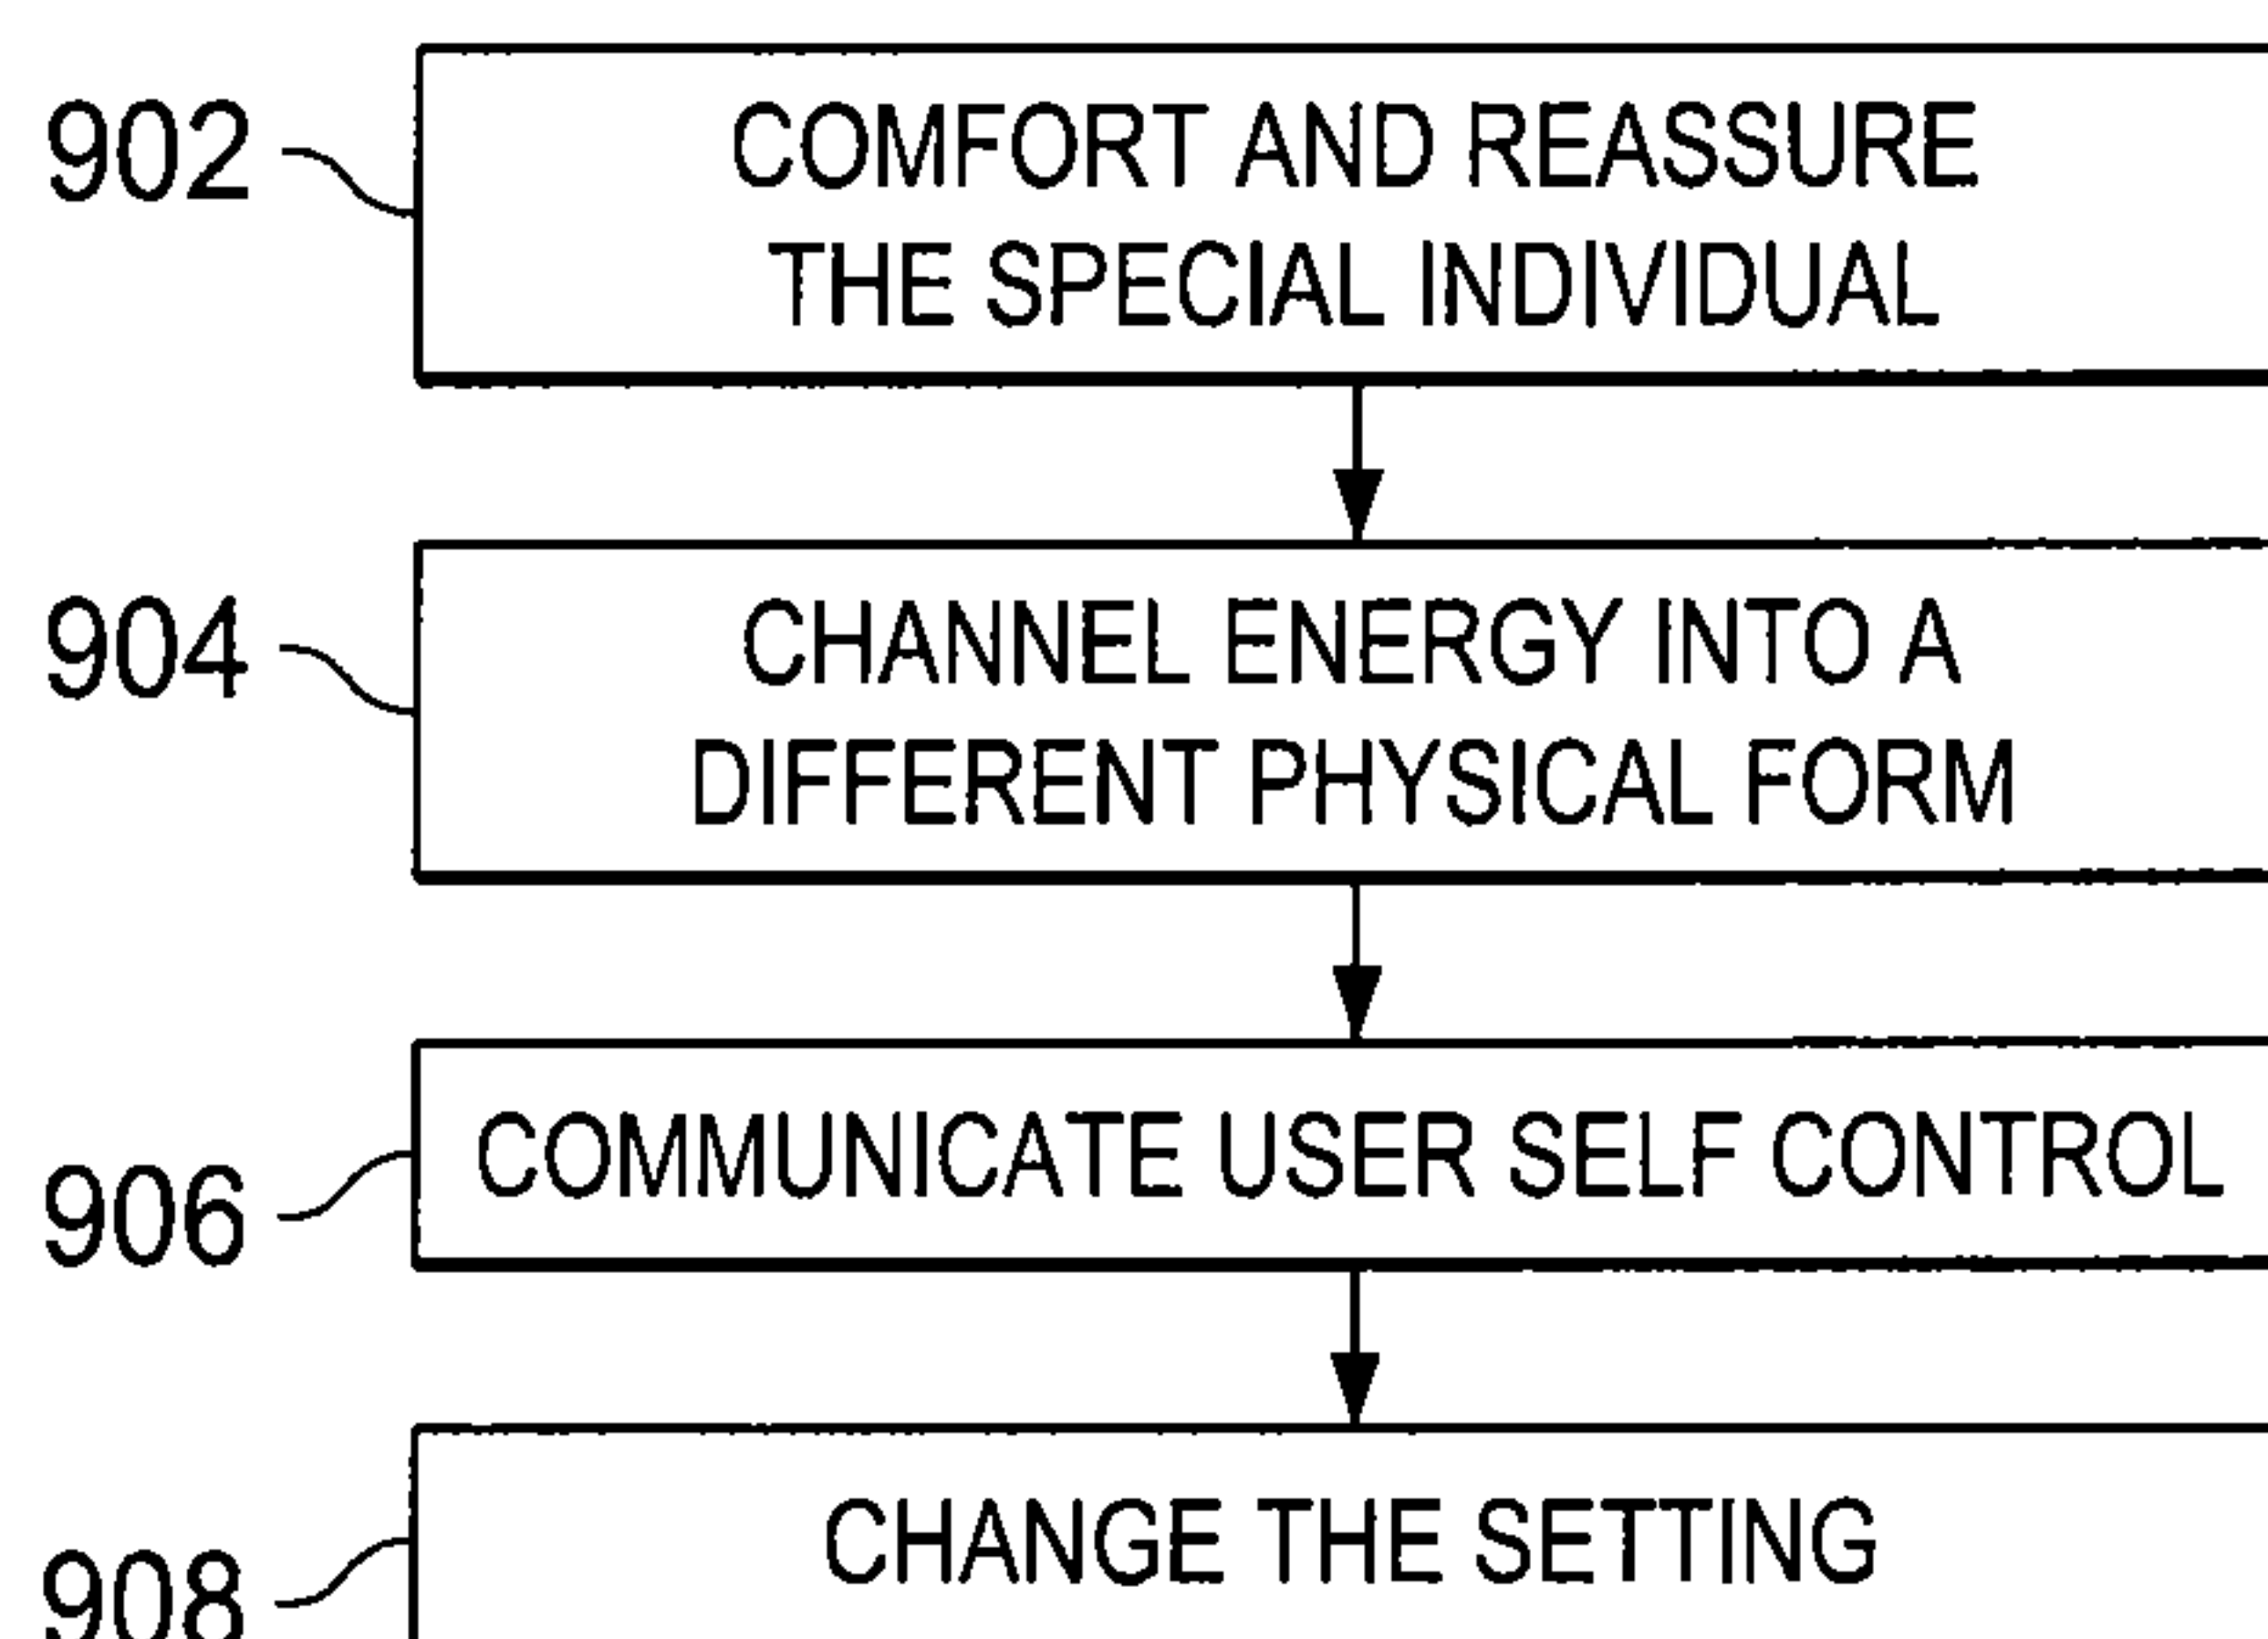 902
COMFORT AND REASSURE
THE SPECIAL INDIVIDUAL
904
CHANNEL ENERGY INTO A
DIFFERENT PHYSICAL FORM
906
COMMUNICATE USER SELF CONTROL
908
CHANGE THE SETTING